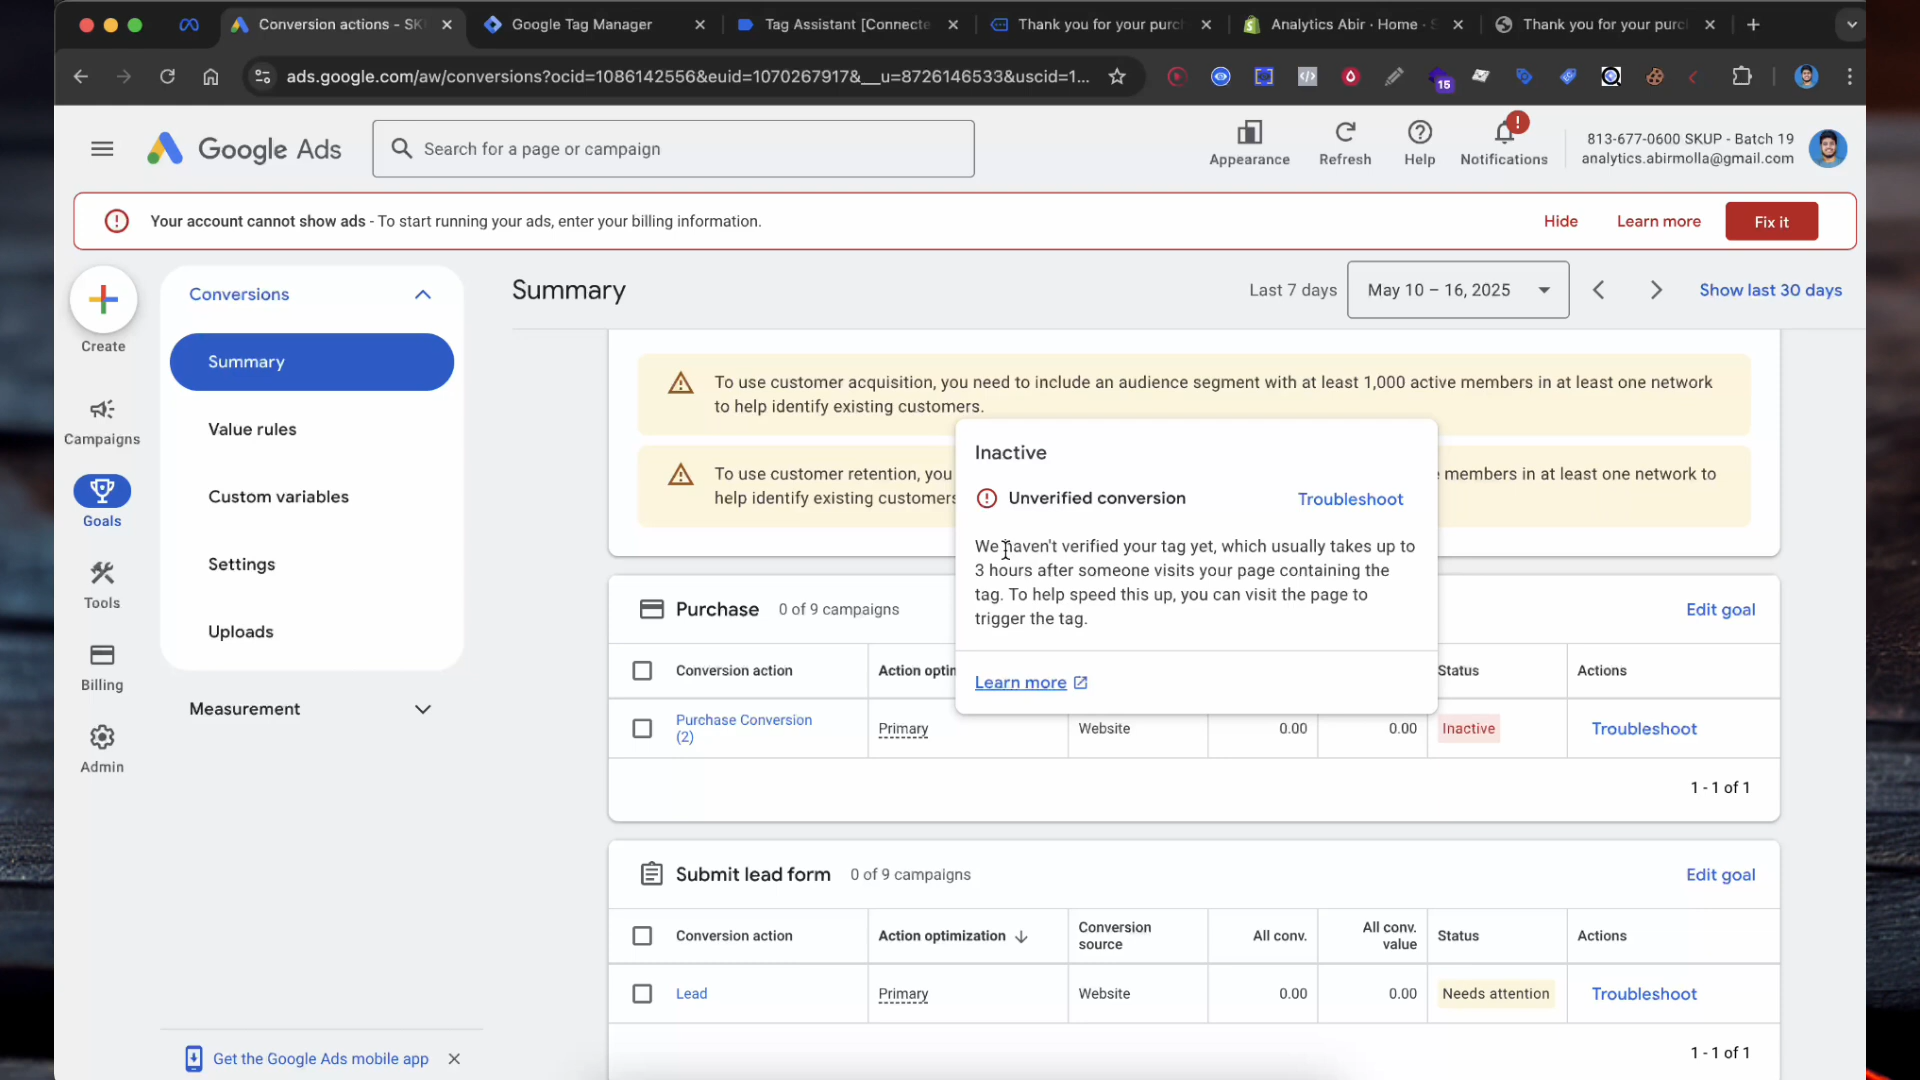 Conversion actions - SK
Google Tag Manager
Tag Assistant [Connecte
Thank you for your purc
Analytics Abir · Home · S
Thank you for your purc
ads.google.com/aw/conversions?ocid=1086142556&euid=1070267917&__u=8726146533&uscid=1...
15
Google Ads
Search for a page or campaign
Appearance
Refresh
Help
Notifications
813-677-0600 SKUP - Batch 19
analytics.abirmolla@gmail.com
Your account cannot show ads - To start running your ads, enter your billing information.
Hide
Learn more
Fix it
Create
Campaigns
Goals
Tools
Billing
Admin
Conversions
Summary
Value rules
Custom variables
Settings
Uploads
Measurement
Get the Google Ads mobile app
Summary
Last 7 days
May 10 – 16, 2025
Show last 30 days
To use customer acquisition, you need to include an audience segment with at least 1,000 active members in at least one network
to help identify existing customers.
To use customer retention, you
members in at least one network to
help identify existing customers
Inactive
Unverified conversion
Troubleshoot
We haven't verified your tag yet, which usually takes up to
3 hours after someone visits your page containing the
tag. To help speed this up, you can visit the page to
trigger the tag.
Learn more
Purchase
0 of 9 campaigns
Edit goal
Conversion action
Action optin
Status
Actions
Purchase Conversion
(2)
Primary
Website
0.00
0.00
Inactive
Troubleshoot
1 - 1 of 1
Submit lead form
0 of 9 campaigns
Edit goal
Conversion action
Action optimization
Conversion
source
All conv.
All conv.
value
Status
Actions
Lead
Primary
Website
0.00
0.00
Needs attention
Troubleshoot
1 - 1 of 1